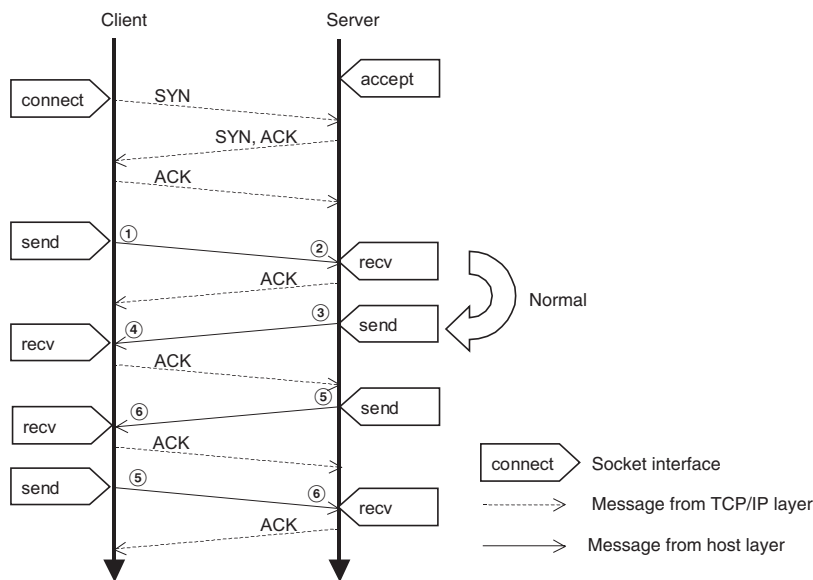 Client
Server
accept
connect
SYN
SYN, ACK
ACK
send
①
②
recv
ACK
Normal
③
send
④
recv
ACK
⑤
send
⑥
recv
ACK
connect
Socket interface
send
⑤
⑥
recv
Message from TCP/IP layer
ACK
Message from host layer